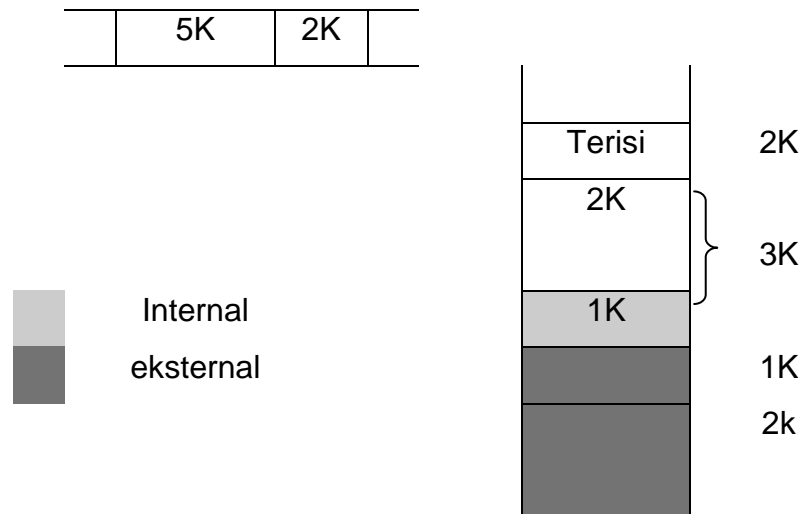 5K 2K
Terisi 2K
2K
3K
Internal 1K
eksternal 1K
2k